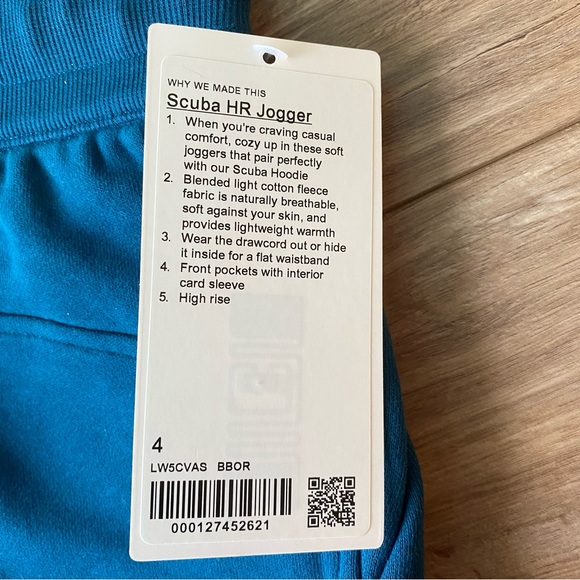 WHY WE MADE THIS
Scuba HR Jogger
1. When you're craving casual
comfort, cozy up in these soft
joggers that pair perfectly
with our Scuba Hoodie
2. Blended light cotton fleece
fabric is naturally breathable,
soft against your skin, and
provides lightweight warmth
3. Wear the drawcord out or hide
it inside for a flat waistband
4. Front pockets with interior
card sleeve
5. High rise
4
LW5CVAS BBOR
000127452621